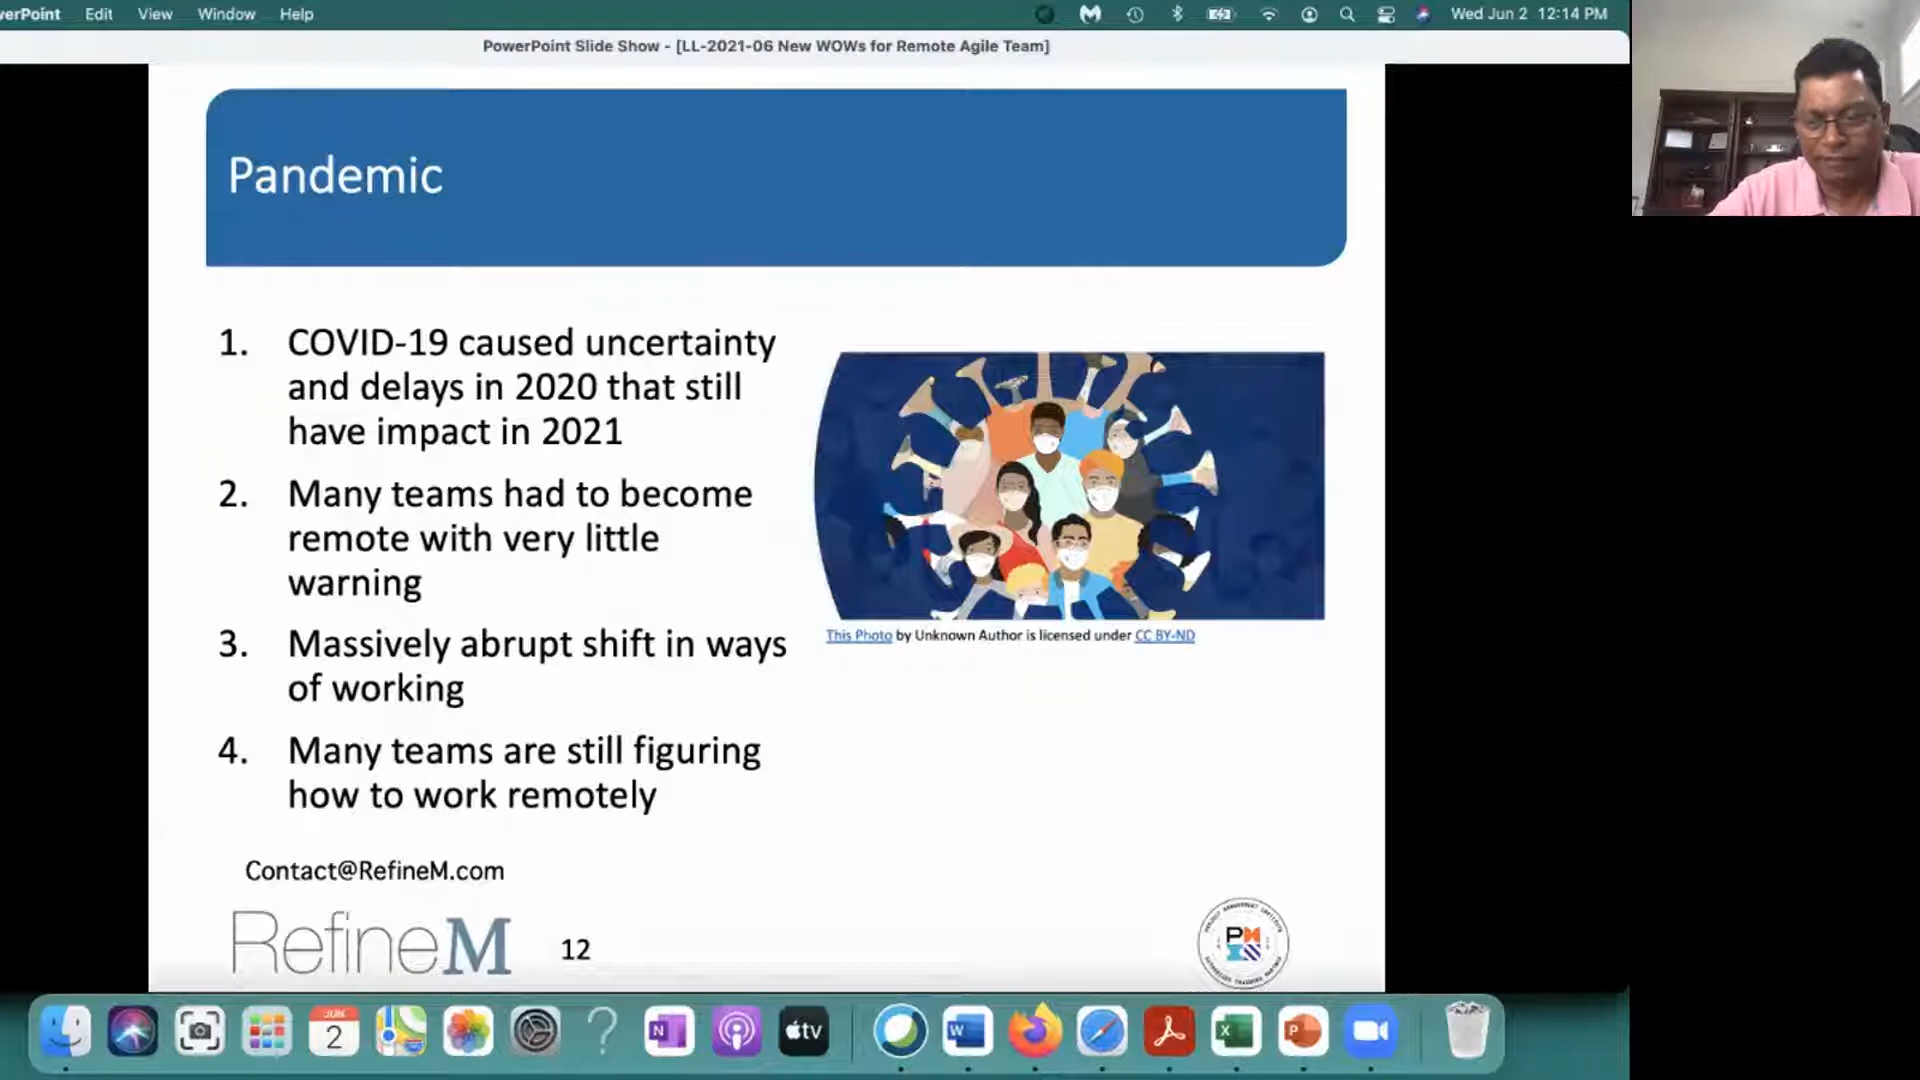 verPoint Edit View Window Help Wed Jun 2 12:14 PM
PowerPoint Slide Show - [LL-2021-06 New WOWs for Remote Agile Team]
Pandemic
1. COVID-19 caused uncertainty
and delays in 2020 that still
have impact in 2021
2. Many teams had to become
remote with very little
warning
3. Massively abrupt shift in ways
of working
4. Many teams are still figuring
how to work remotely
This Photo by Unknown Author is licensed under CC BY-ND
Contact@RefineM.com
RefineM
12
PM
JUN
2
N
tv
W
X
P